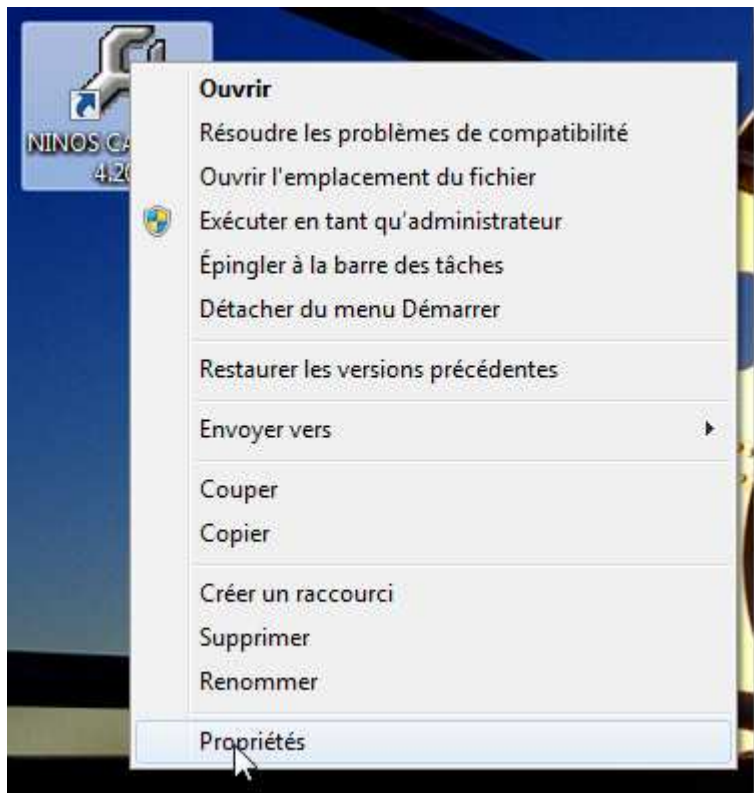 NINOS CA
4.20
Ouvrir
Résoudre les problèmes de compatibilité
Ouvrir l'emplacement du fichier
Exécuter en tant qu'administrateur
Épingler à la barre des tâches
Détacher du menu Démarrer
Restaurer les versions précédentes
Envoyer vers
Couper
Copier
Créer un raccourci
Supprimer
Renommer
Propriétés